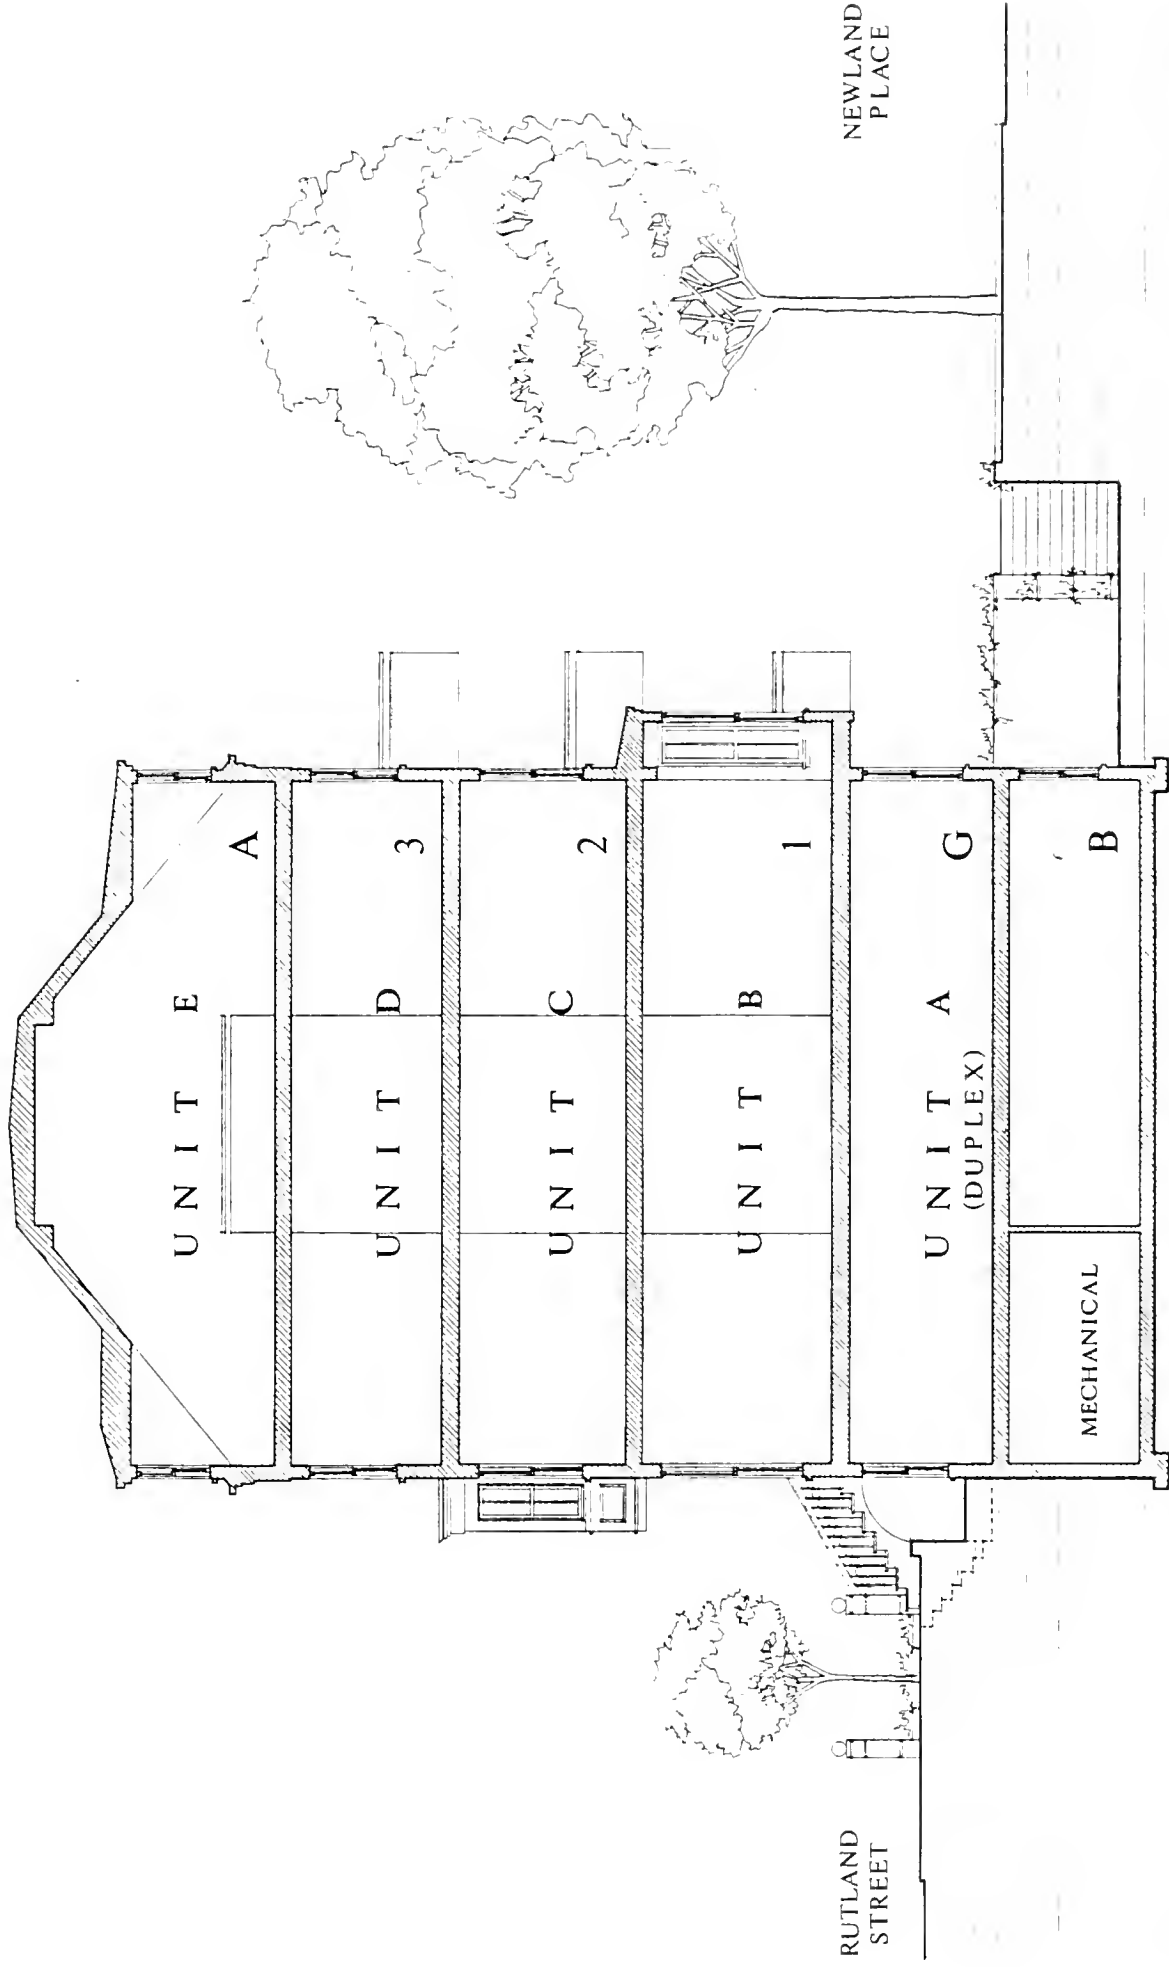 UNIT E
A
UNIT D
3
UNIT C
2
UNIT B
1
UNIT A
(DUPLEX)
G
MECHANICAL
B
RUTLAND
STREET
NEWLAND
PLACE